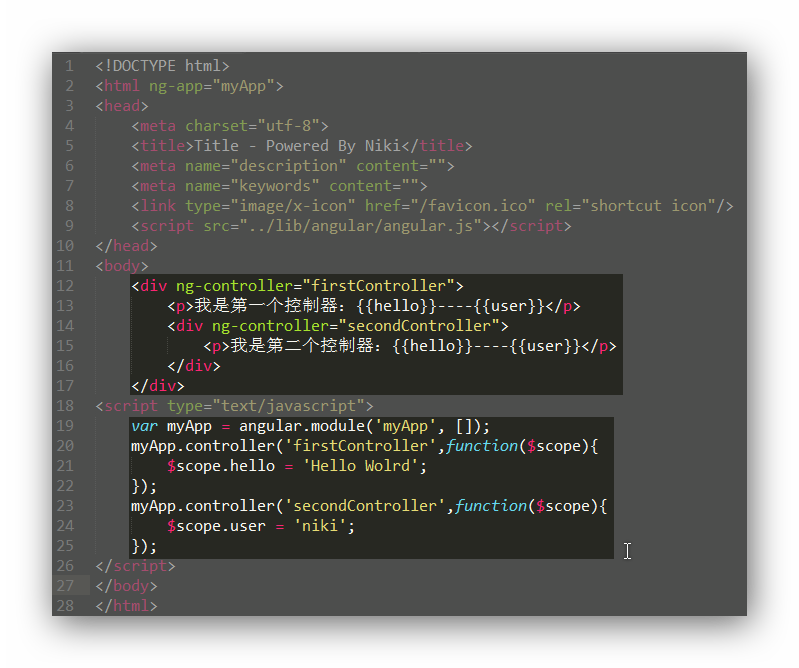 1 <!DOCTYPE html>
2 <html ng-app="myApp">
3 <head>
4     <meta charset="utf-8">
5     <title>Title - Powered By Niki</title>
6     <meta name="description" content="">
7     <meta name="keywords" content="">
8     <link type="image/x-icon" href="/favicon.ico" rel="shortcut icon"/>
9     <script src="../lib/angular/angular.js"></script>
10 </head>
11 <body>
12     <div ng-controller="firstController">
13         <p>我是第一个控制器：{{hello}}----{{user}}</p>
14         <div ng-controller="secondController">
15             <p>我是第二个控制器：{{hello}}----{{user}}</p>
16         </div>
17     </div>
18 <script type="text/javascript">
19     var myApp = angular.module('myApp', []);
20     myApp.controller('firstController',function($scope){
21         $scope.hello = 'Hello Wolrd';
22     });
23     myApp.controller('secondController',function($scope){
24         $scope.user = 'niki';
25     });
26 </script>
27 </body>
28 </html>